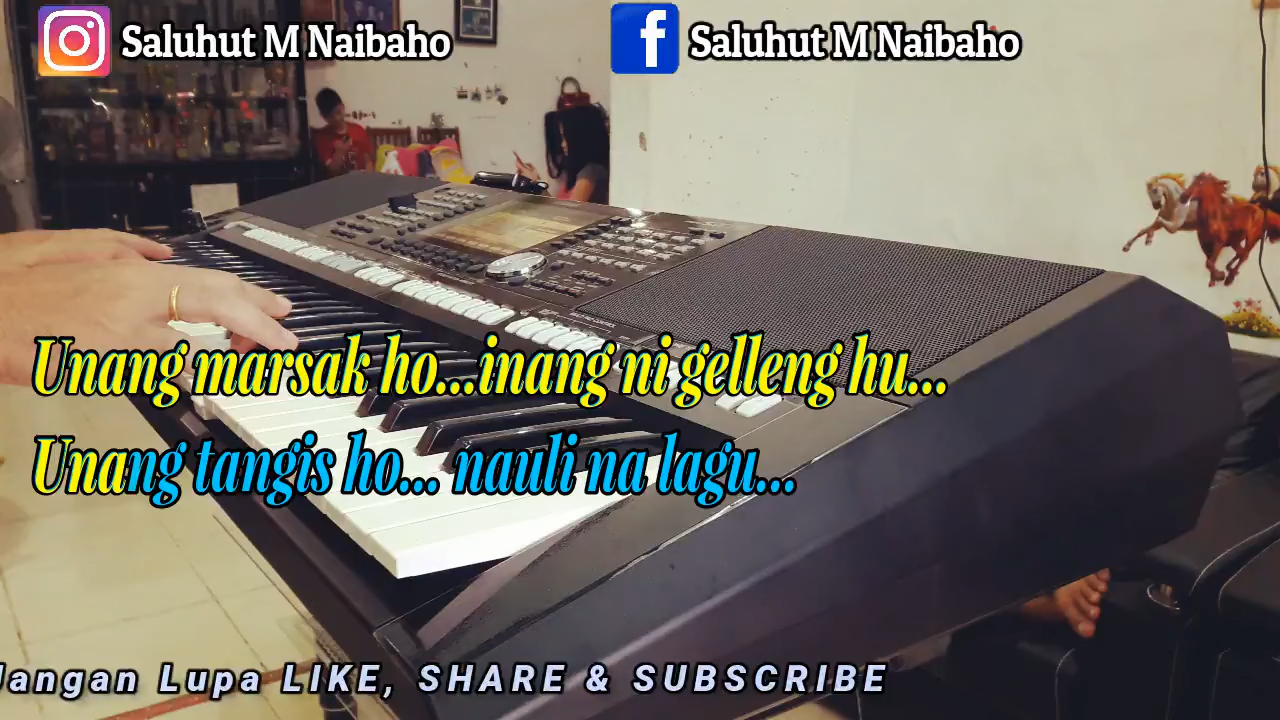 Saluhut M Naibaho
Saluhut M Naibaho
Unang marsak ho...inang ni gelleng hu...
Unang tangis ho... nauli na lagu...
Jangan Lupa LIKE, SHARE & SUBSCRIBE